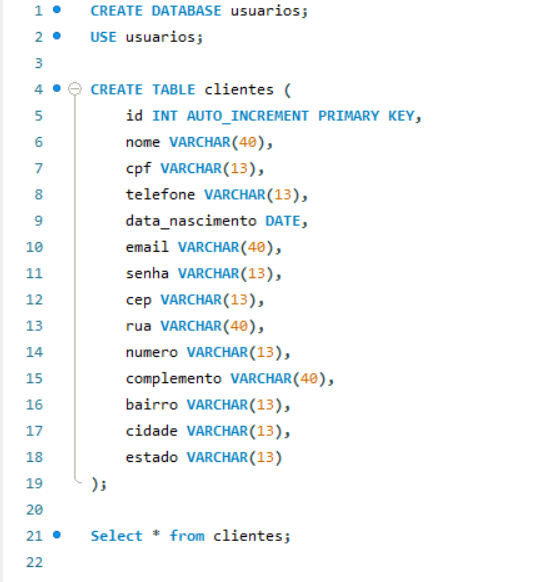 1 CREATE DATABASE usuarios;
2 USE usuarios;
3
4 CREATE TABLE clientes (
5 id INT AUTO_INCREMENT PRIMARY KEY,
6 nome VARCHAR(40),
7 cpf VARCHAR(13),
8 telefone VARCHAR(13),
9 data_nascimento DATE,
10 email VARCHAR(40),
11 senha VARCHAR(13),
12 cep VARCHAR(13),
13 rua VARCHAR(40),
14 numero VARCHAR(13),
15 complemento VARCHAR(40),
16 bairro VARCHAR(13),
17 cidade VARCHAR(13),
18 estado VARCHAR(13)
19 );
20
21 Select * from clientes;
22